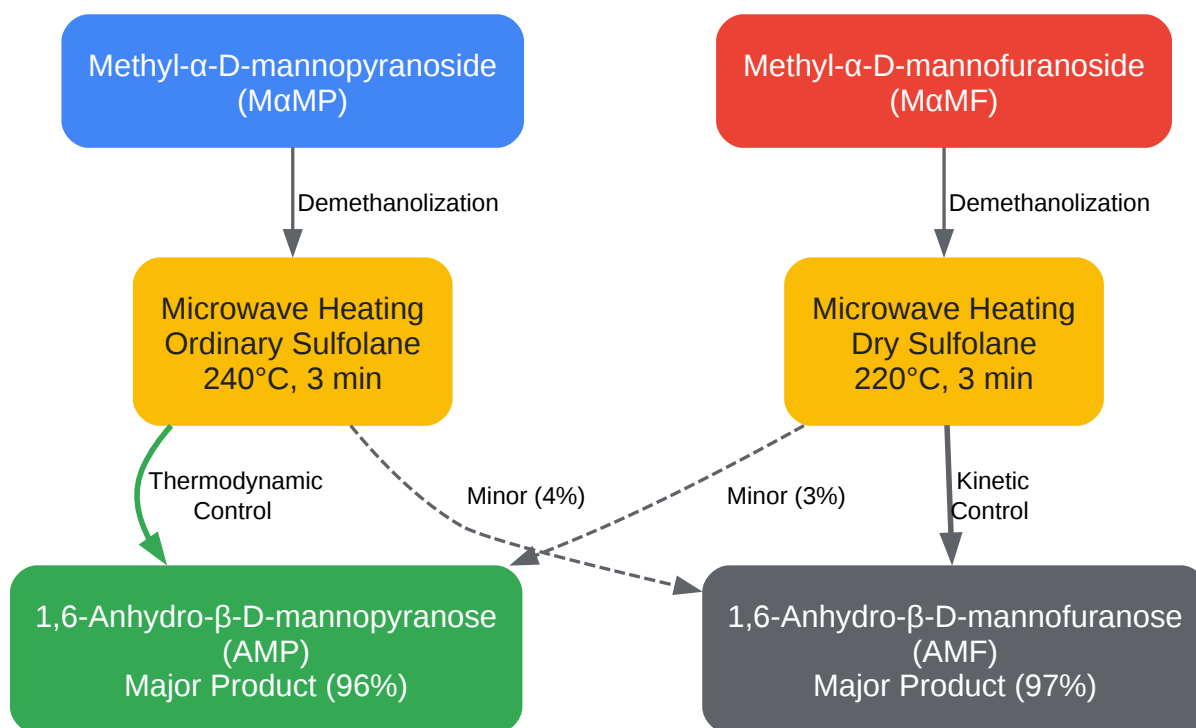 Methyl-α-D-mannopyranoside
(MαMP)
Methyl-α-D-mannofuranoside
(MαMF)
Demethanolization
Demethanolization
Microwave Heating
Ordinary Sulfolane
240°C, 3 min
Microwave Heating
Dry Sulfolane
220°C, 3 min
Thermodynamic
Control
Minor (4%)
Minor (3%)
Kinetic
Control
1,6-Anhydro-β-D-mannopyranose
(AMP)
Major Product (96%)
1,6-Anhydro-β-D-mannofuranose
(AMF)
Major Product (97%)